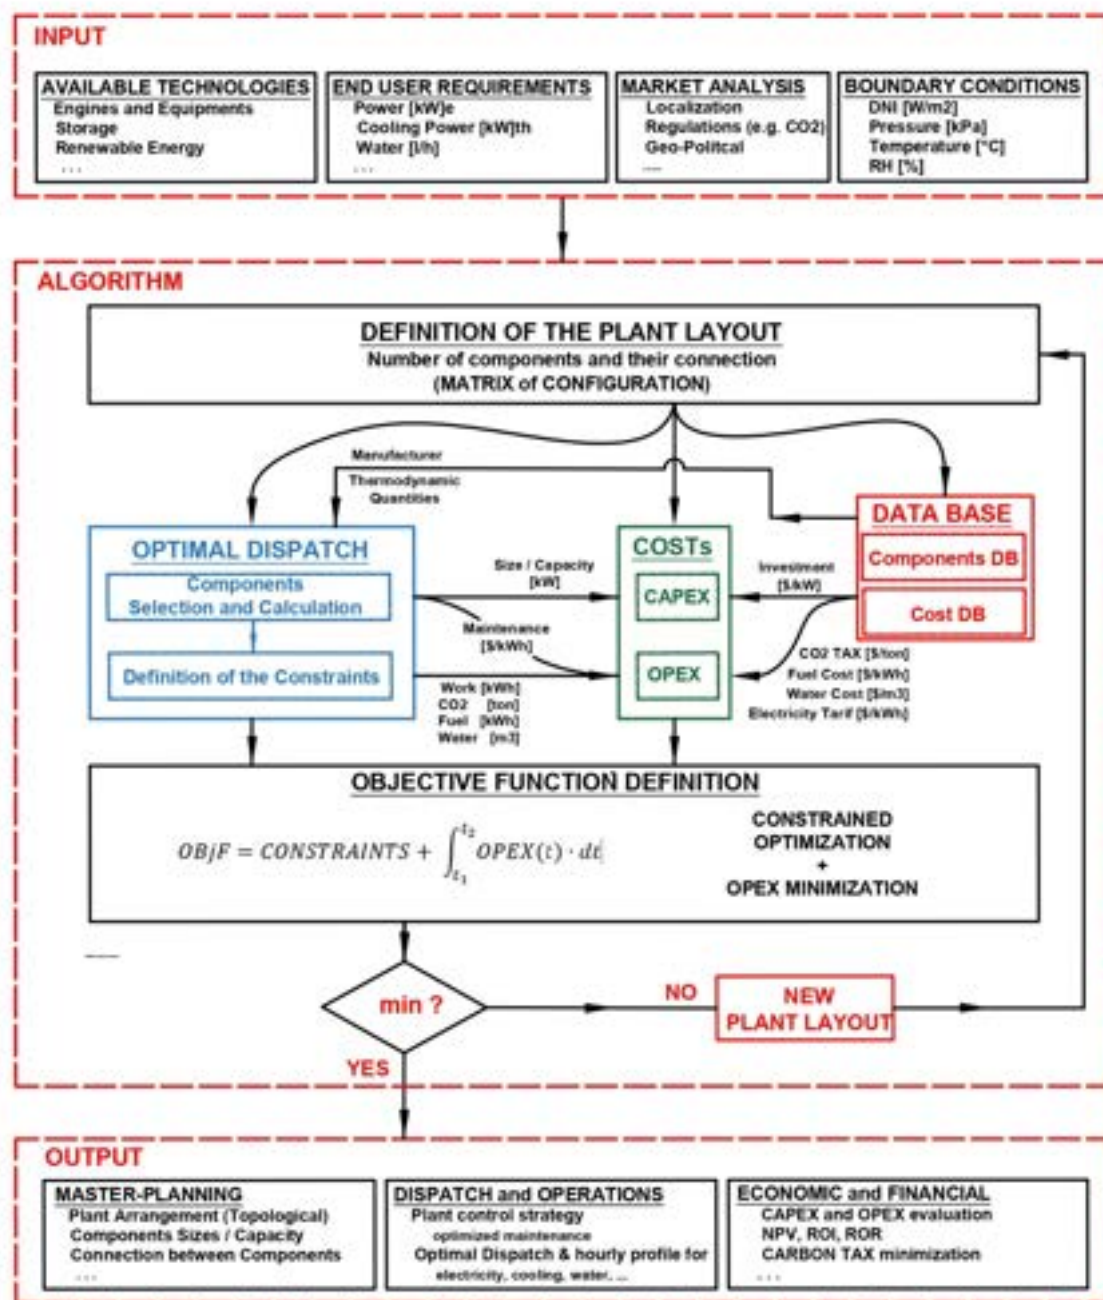 INPUT
AVAILABLE TECHNOLOGIES
Engines and Equipments
Storage
Renewable Energy
...
END USER REQUIREMENTS
Power [kW]e
Cooling Power [kW]th
Water [l/h]
...
MARKET ANALYSIS
Localization
Regulations (e.g. CO2)
Geo-Politcal
....
BOUNDARY CONDITIONS
DNI [W/m2]
Pressure [kPa]
Temperature [°C]
RH [%]
ALGORITHM
DEFINITION OF THE PLANT LAYOUT
Number of components and their connection
(MATRIX of CONFIGURATION)
Manufacturer
Thermodynamic
Quantities
OPTIMAL DISPATCH
Components
Selection and Calculation
Definition of the Constraints
Size / Capacity
[kW]
Maintenance
[$/kWh]
Work [kWh]
CO2 [ton]
Fuel [kWh]
Water [m3]
COSTs
CAPEX
OPEX
Investment
[$/kW]
DATA BASE
Components DB
Cost DB
CO2 TAX [$/ton]
Fuel Cost [$/kWh]
Water Cost [$/m3]
Electricity Tarif [$/kWh]
OBJECTIVE FUNCTION DEFINITION
OBjF = CONSTRAINTS + ∫_{t1}^{t2} OPEX(t) · dt
CONSTRAINED
OPTIMIZATION
+
OPEX MINIMIZATION
min ?
NO
NEW
PLANT LAYOUT
YES
OUTPUT
MASTER-PLANNING
Plant Arrangement (Topological)
Components Sizes / Capacity
Connection between Components
...
DISPATCH and OPERATIONS
Plant control strategy
optimized maintenance
Optimal Dispatch & hourly profile for
electricity, cooling, water, ...
ECONOMIC and FINANCIAL
CAPEX and OPEX evaluation
NPV, ROI, ROR
CARBON TAX minimization
...